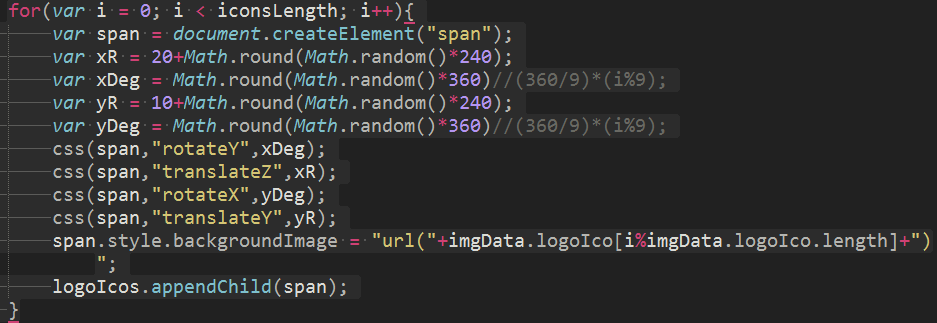 for(var i = 0; i < iconsLength; i++){
var span = document.createElement("span");
var xR = 20+Math.round(Math.random()*240);
var xDeg = Math.round(Math.random()*360)//(360/9)*(i%9);
var yR = 10+Math.round(Math.random()*240);
var yDeg = Math.round(Math.random()*360)//(360/9)*(i%9);
css(span,"rotateY",xDeg);
css(span,"translateZ",xR);
css(span,"rotateX",yDeg);
css(span,"translateY",yR);
span.style.backgroundImage = "url("+imgData.logoIco[i%imgData.logoIco.length]+")
";
logoIcos.appendChild(span);
}